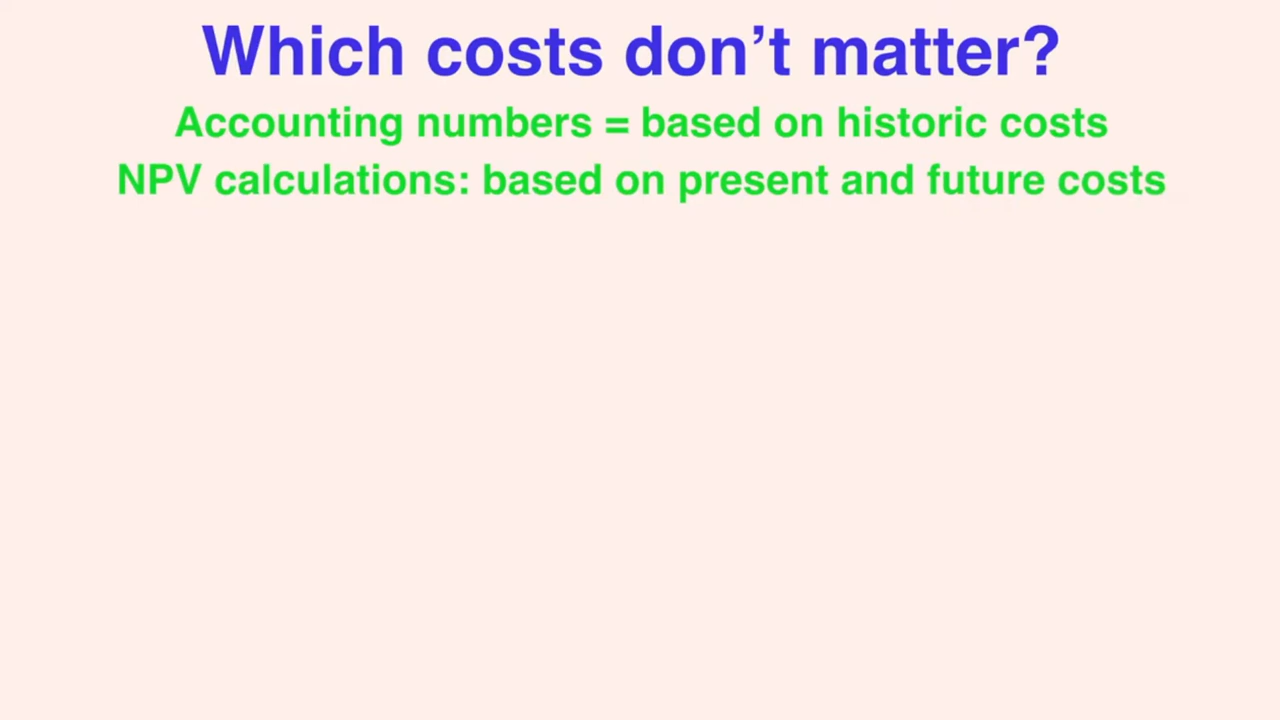 Which costs don’t matter?
Accounting numbers = based on historic costs
NPV calculations: based on present and future costs